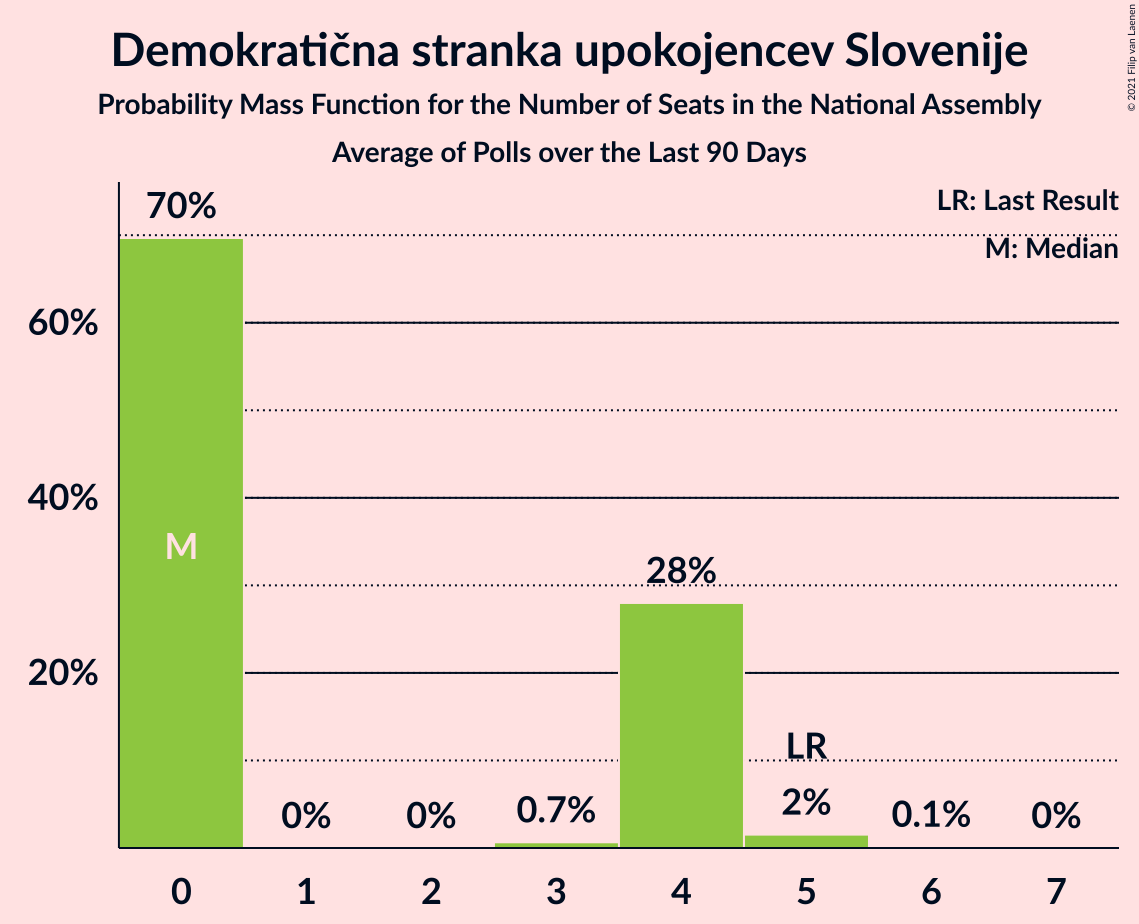 Demokratična stranka upokojencev Slovenije
Probability Mass Function for the Number of Seats in the National Assembly
Average of Polls over the Last 90 Days
© 2021 Filip van Laenen
LR: Last Result
M: Median
70%
60%
40%
20%
M
0%
0%
0.7%
28%
LR
2%
0.1%
0%
0 1 2 3 4 5 6 7